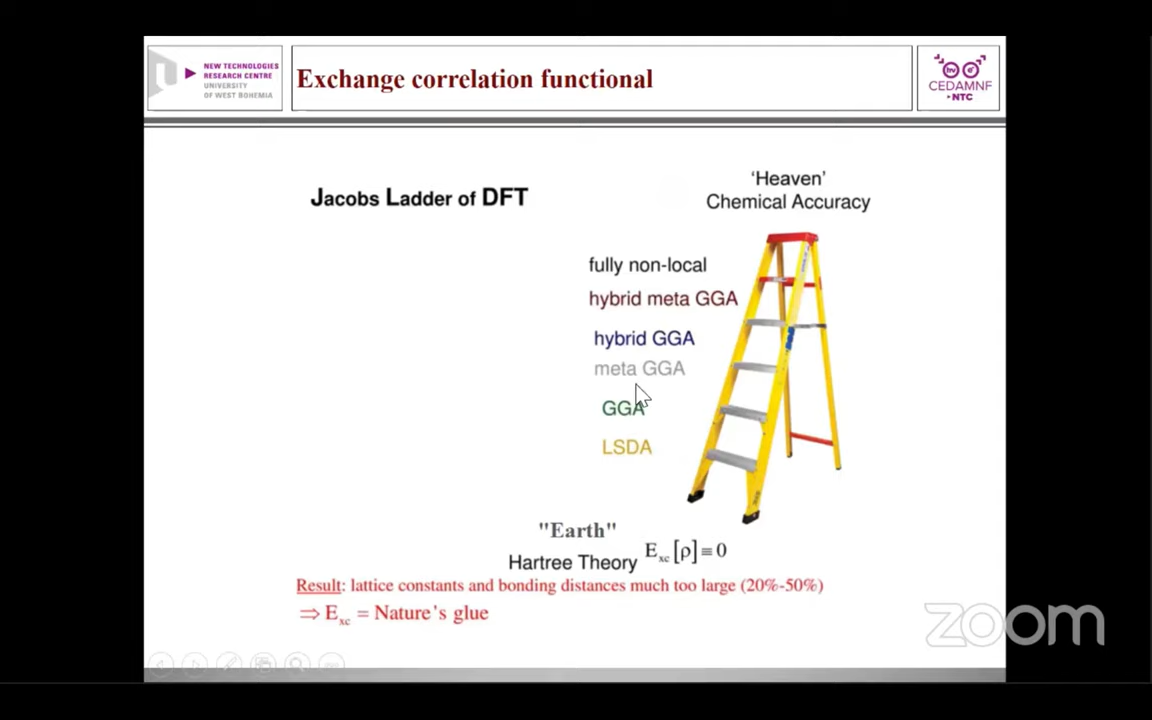 NEW TECHNOLOGIES
RESEARCH CENTRE
UNIVERSITY
OF WEST BOHEMIA
Exchange correlation functional
CEDAMNF
• NTC
Jacobs Ladder of DFT
‘Heaven’
Chemical Accuracy
fully non-local
hybrid meta GGA
hybrid GGA
meta GGA
GGA
LSDA
"Earth"
Hartree Theory E_xc [ρ] ≡ 0
Result: lattice constants and bonding distances much too large (20%-50%)
⇒ E_xc = Nature's glue
zoom